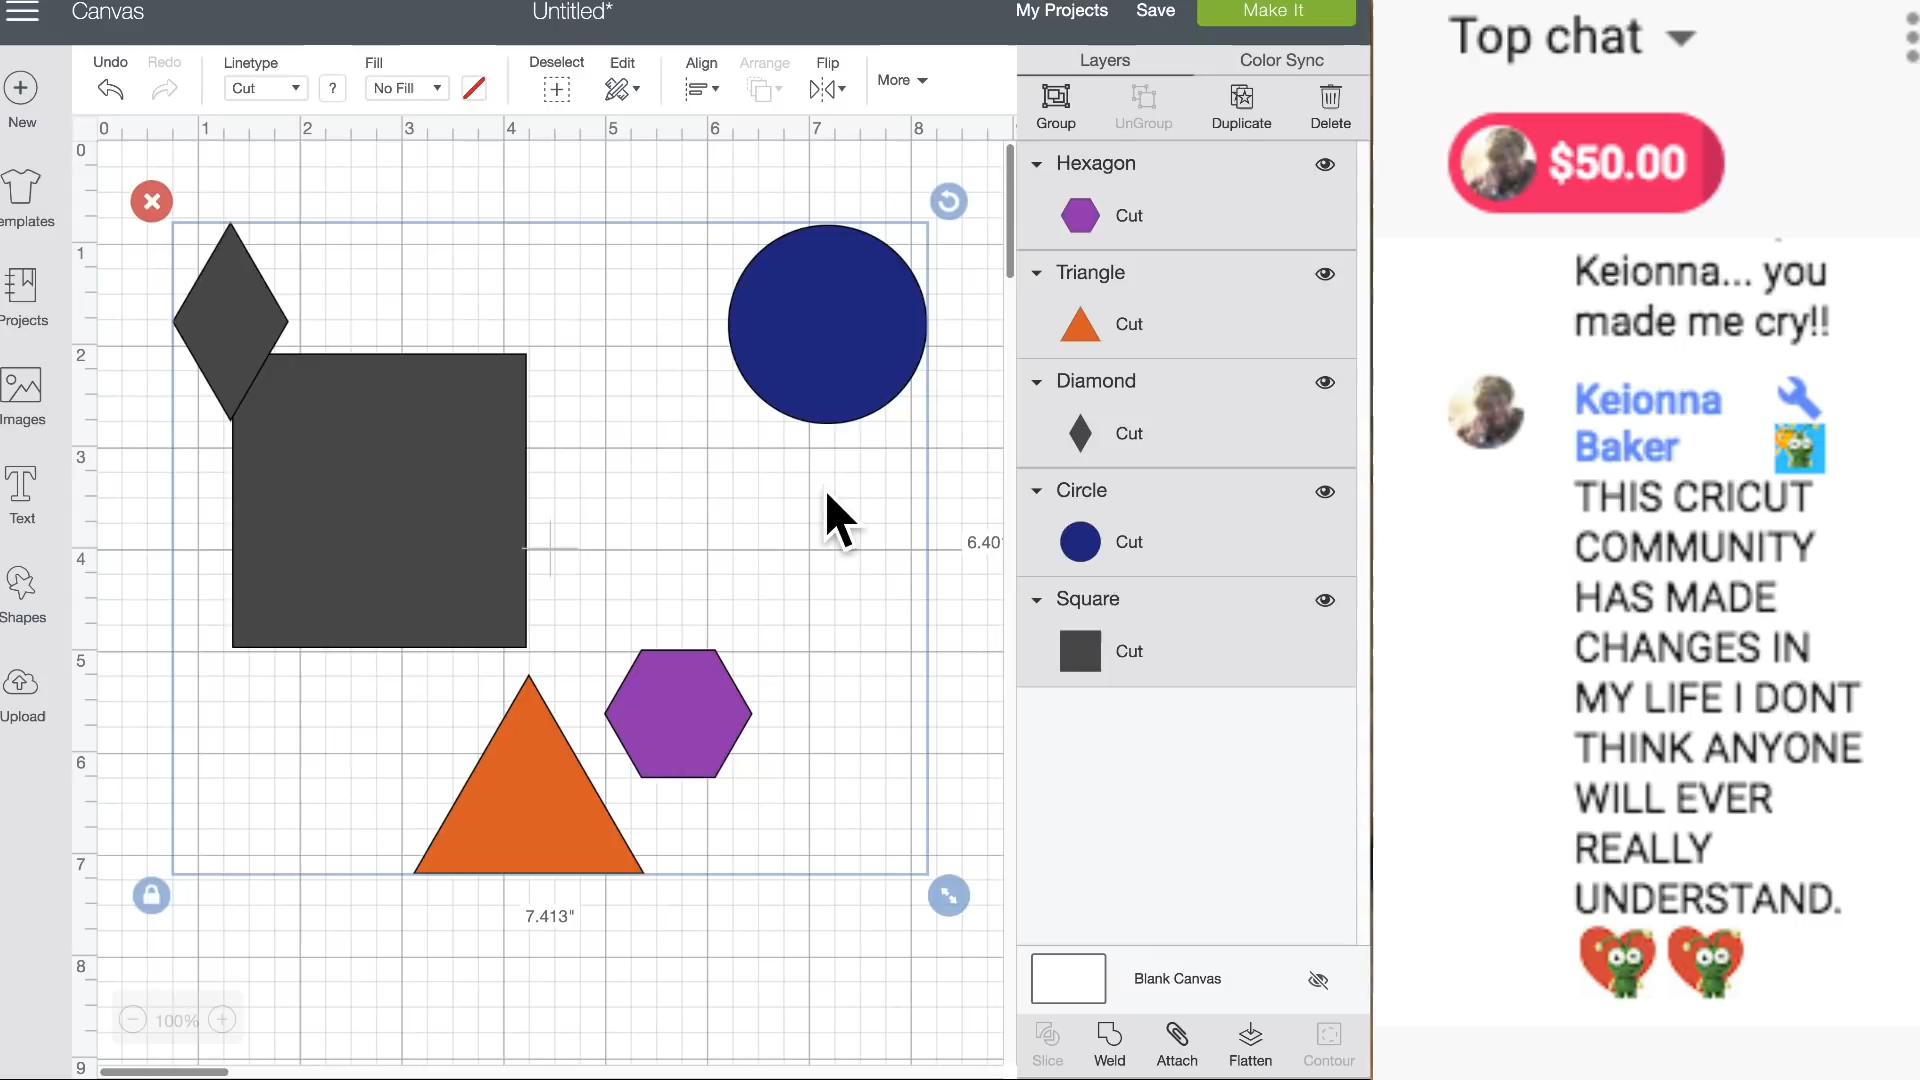 Canvas
Untitled*
My Projects
Save
Make It
Undo
Redo
Linetype
Cut
?
Fill
No Fill
Deselect
Edit
Align
Arrange
Flip
More
New
emplates
Projects
Images
Text
Shapes
Upload
0 1 2 3 4 5 6 7 8
0
1
2
3
4
5
6
7
8
9
6.40
7.413"
100%
Layers
Color Sync
Group
UnGroup
Duplicate
Delete
Hexagon
Cut
Triangle
Cut
Diamond
Cut
Circle
Cut
Square
Cut
Blank Canvas
Slice
Weld
Attach
Flatten
Contour
Top chat
$50.00
Keionna... you
made me cry!!
Keionna
Baker
THIS CRICUT
COMMUNITY
HAS MADE
CHANGES IN
MY LIFE I DONT
THINK ANYONE
WILL EVER
REALLY
UNDERSTAND.